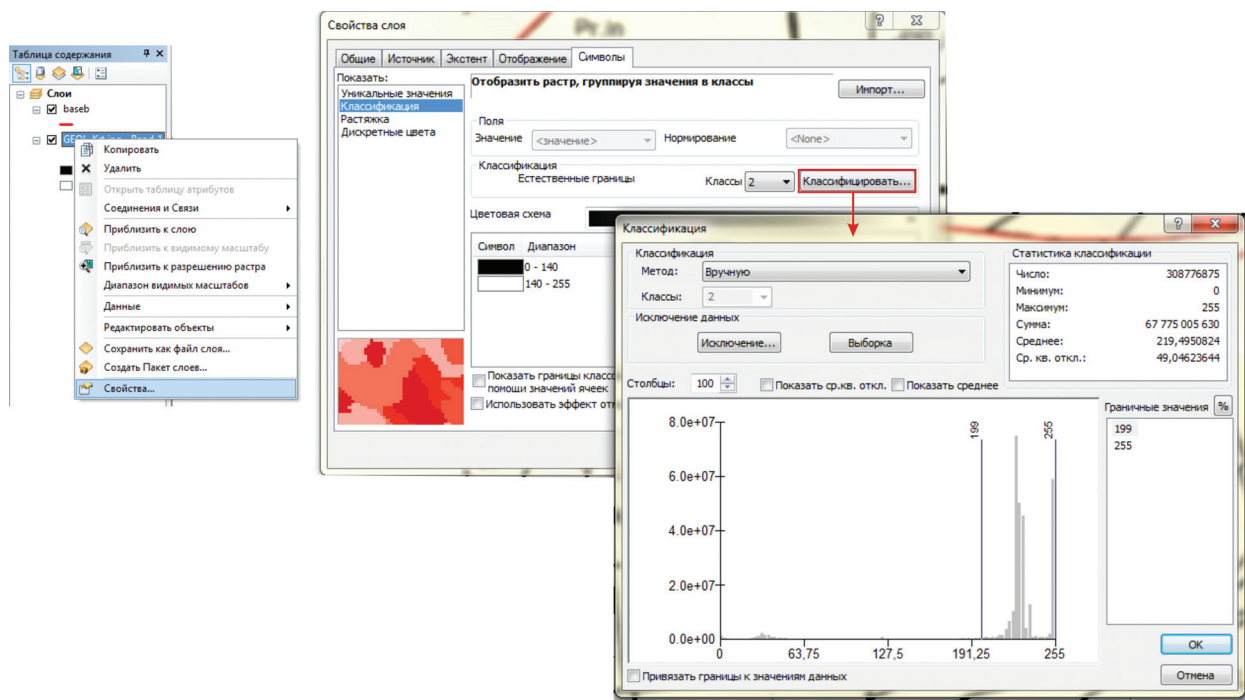 Таблица содержания
Слои
baseb
Копировать
Удалить
Открыть таблицу атрибутов
Соединения и Связи
Приблизить к слою
Приблизить к видимому масштабу
Приблизить к разрешению растра
Диапазон видимых масштабов
Данные
Редактировать объекты
Сохранить как файл слоя...
Создать Пакет слоев...
Свойства...
Свойства слоя
Общие Источник Экстент Отображение Символы
Показать:
Уникальные значения
Классификация
Растяжка
Дискретные цвета
Отобразить растр, группируя значения в классы
Импорт...
Поля
Значение <значение> Нормирование <None>
Классификация
Естественные границы Классы 2 Классифицировать...
Цветовая схема
Символ Диапазон
0 - 140
140 - 255
Показать границы
помощи значений ячеек
Использовать эффект
Классификация
Классификация
Метод: Вручную
Классы: 2
Исключение данных
Исключение... Выборка
Статистика классификации
Число: 308776875
Минимум: 0
Максимум: 255
Сумма: 67 775 005 630
Среднее: 219,4950824
Ср. кв. откл.: 49,04623644
Столбцы: 100 Показать ср.кв. откл. Показать среднее
Граничные значения %
199
255
199
255
8.0e+07
6.0e+07
4.0e+07
2.0e+07
0.0e+00
0 63,75 127,5 191,25 255
Привязать границы к значениям данных
OK
Отмена